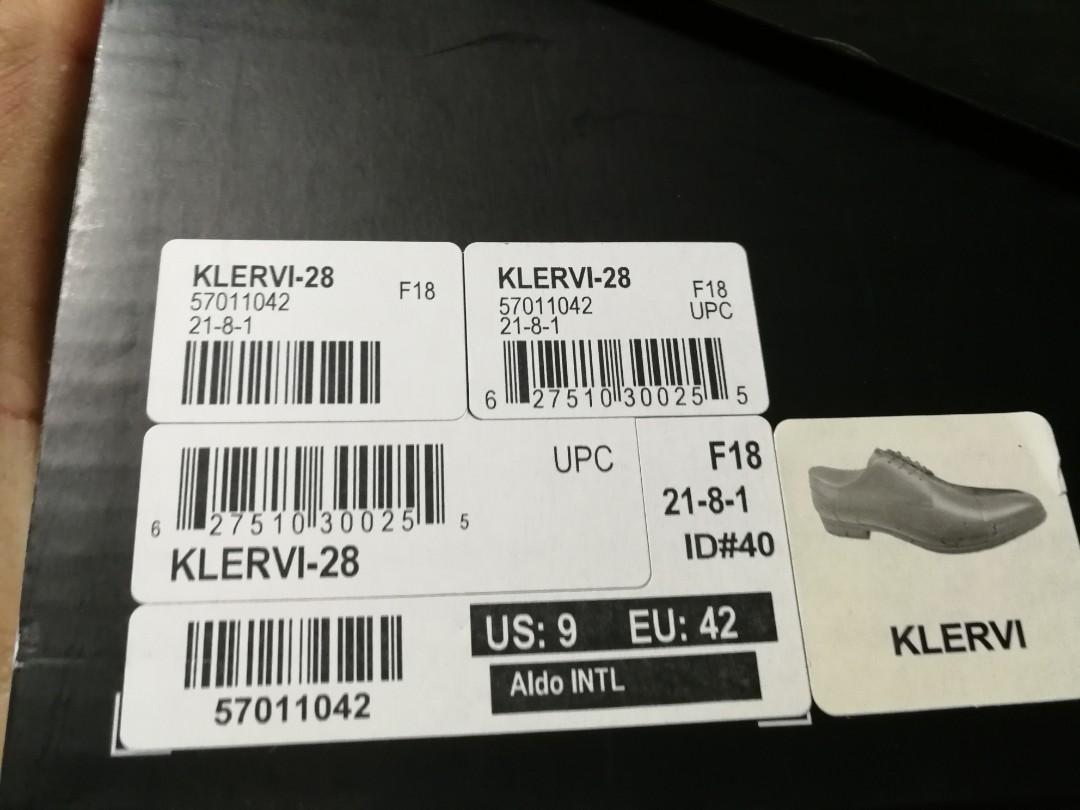 KLERVI-28
57011042
21-8-1
F18
KLERVI-28
57011042
21-8-1
F18
UPC
6 27510 30025 5
UPC
6 27510 30025 5
KLERVI-28
F18
21-8-1
ID#40
57011042
US: 9 EU: 42
Aldo INTL
KLERVI